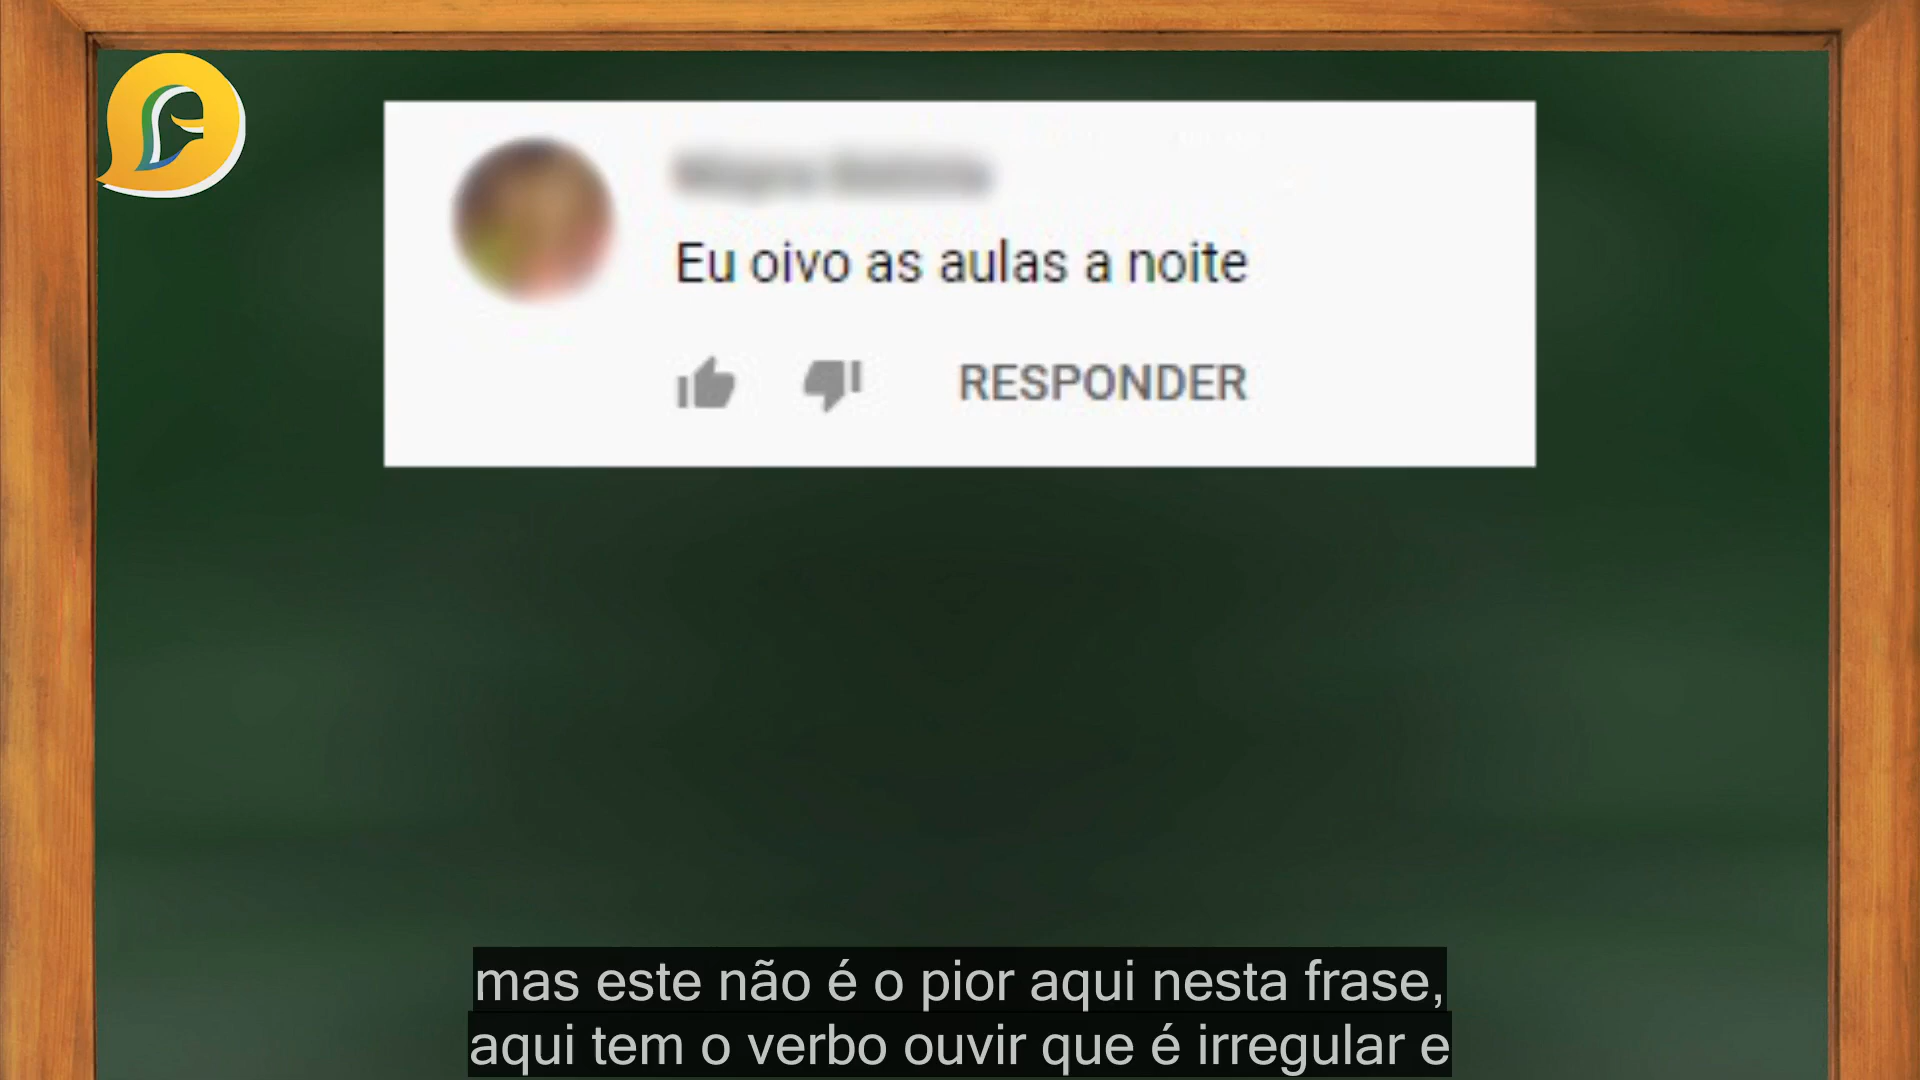 Eu oivo as aulas a noite
RESPONDER
mas este não é o pior aqui nesta frase,
aqui tem o verbo ouvir que é irregular e